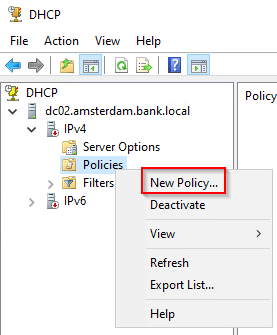 DHCP
File Action View Help
DHCP
dc02.amsterdam.bank.local
IPv4
Server Options
Policies
Filters
IPv6
Policy
New Policy...
Deactivate
View
Refresh
Export List...
Help